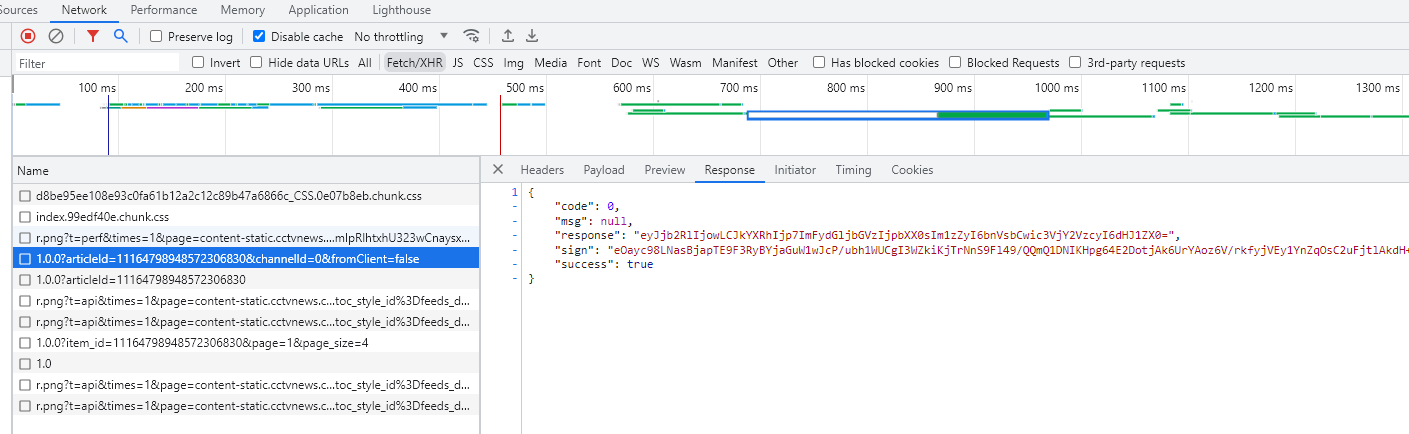 Sources Network Performance Memory Application Lighthouse
Preserve log Disable cache No throttling
Filter Invert Hide data URLs All Fetch/XHR JS CSS Img Media Font Doc WS Wasm Manifest Other Has blocked cookies Blocked Requests 3rd-party requests
100 ms 200 ms 300 ms 400 ms 500 ms 600 ms 700 ms 800 ms 900 ms 1000 ms 1100 ms 1200 ms 1300 ms
Name
d8be95ee108e93c0fa61b12a2c12c89b47a6866c_CSS.0e07b8eb.chunk.css
index.99edf40e.chunk.css
r.png?t=perf&times=1&page=content-static.cctvnews....mlpRlhtxhU323wCnaysx...
1.0.0?articleId=11164798948572306830&channelId=0&fromClient=false
1.0.0?articleId=11164798948572306830
r.png?t=api&times=1&page=content-static.cctvnews.c...toc_style_id%3Dfeeds_d...
r.png?t=api&times=1&page=content-static.cctvnews.c...toc_style_id%3Dfeeds_d...
1.0.0?item_id=11164798948572306830&page=1&page_size=4
1.0
r.png?t=api&times=1&page=content-static.cctvnews.c...toc_style_id%3Dfeeds_d...
r.png?t=api&times=1&page=content-static.cctvnews.c...toc_style_id%3Dfeeds_d...
Headers Payload Preview Response Initiator Timing Cookies
1 {
- "code": 0,
- "msg": null,
- "response": "eyJjb2RlIjowLCJkYXRhIjp7ImFydGljbGVzIjpbXX0sIm1zZyI6bnVsbCwic3VjY2VzcyI6dHJ1ZX0=",
- "sign": "eOayc98LNasBjapTE9F3RyBYjaGuW1wJcP/ubh1WUCgI3WZkiKjTrNnS9Fl49/QQmQ1DNIKHpg64E2DotjAk6UrYAoz6V/rkfyjVEy1YnZqOsC2uFjtlAkdH+
- "success": true
- }